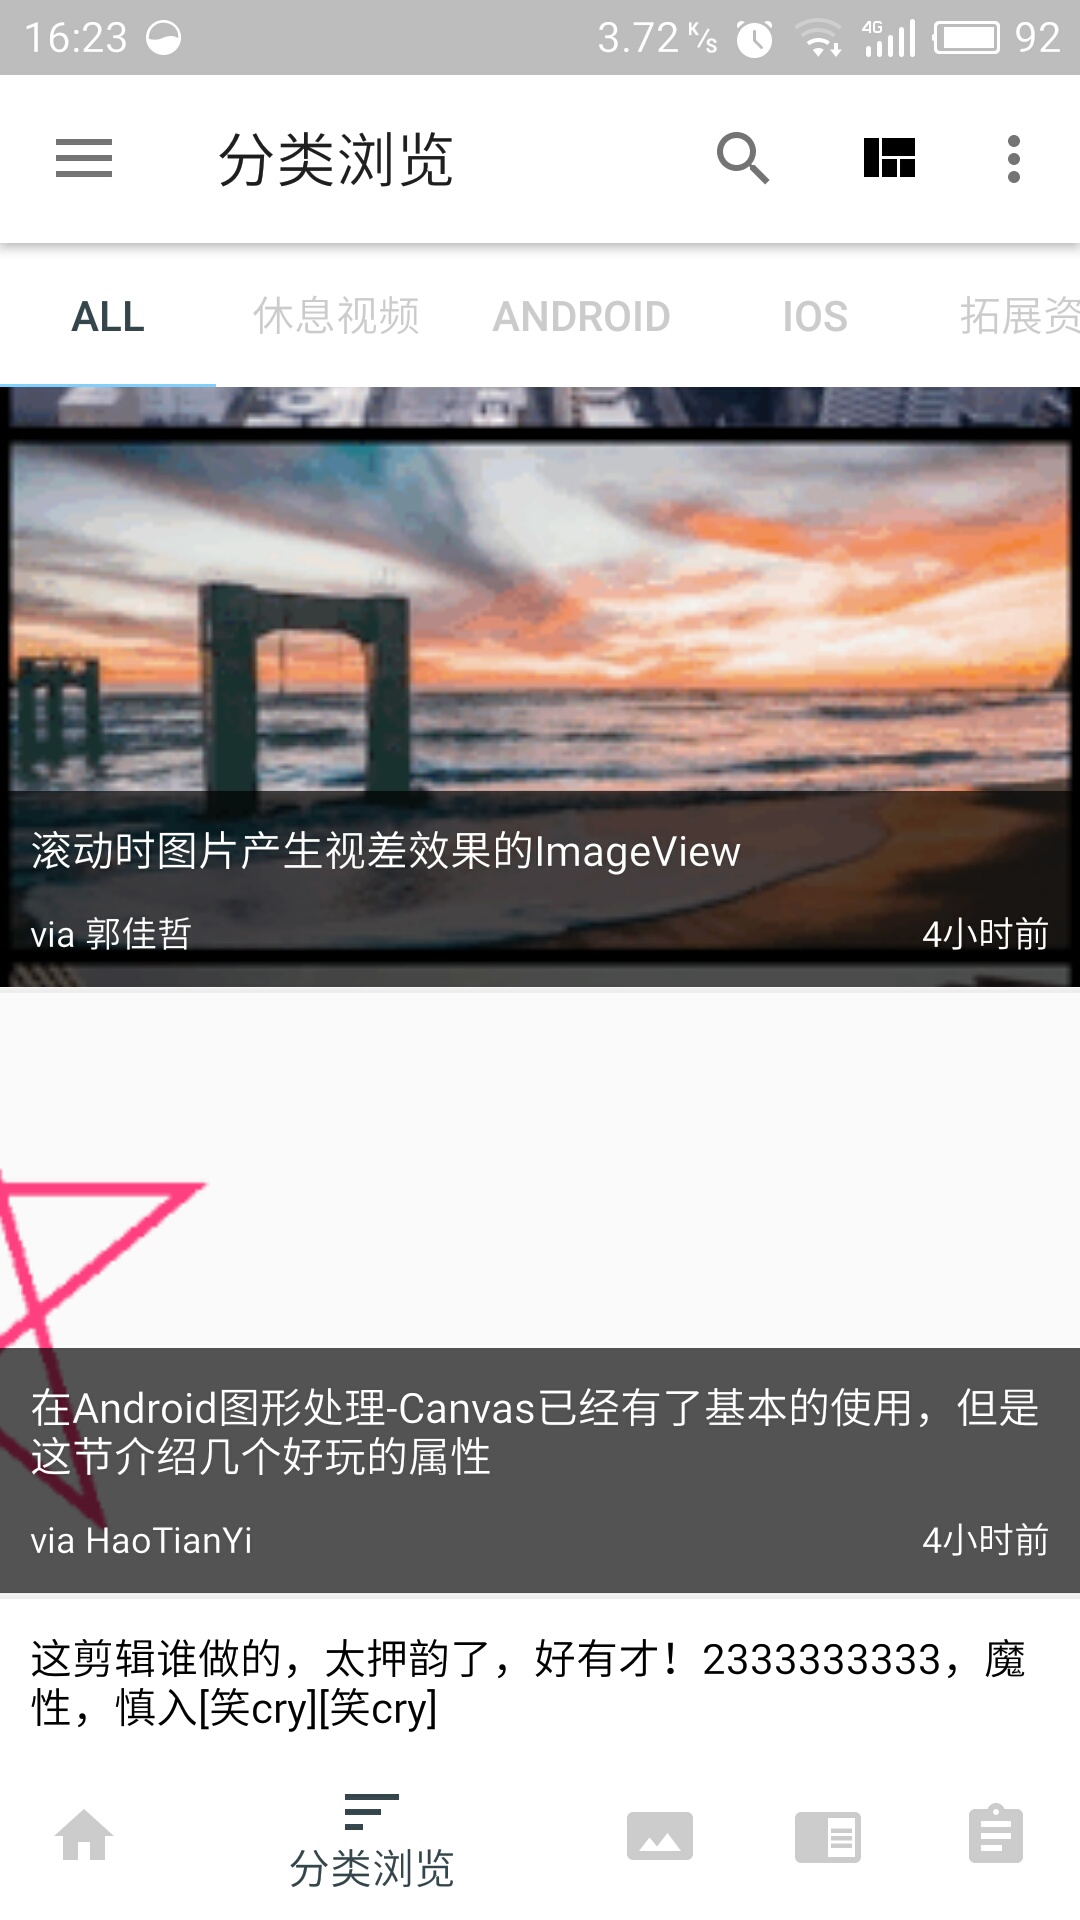 16:23
3.72 K/s
4G
92
分类浏览
ALL
休息视频
ANDROID
IOS
拓展资
滚动时图片产生视差效果的ImageView
via 郭佳哲
4小时前
在Android图形处理-Canvas已经有了基本的使用，但是
这节介绍几个好玩的属性
via HaoTianYi
4小时前
这剪辑谁做的，太押韵了，好有才！2333333333，魔
性，慎入[笑cry][笑cry]
分类浏览